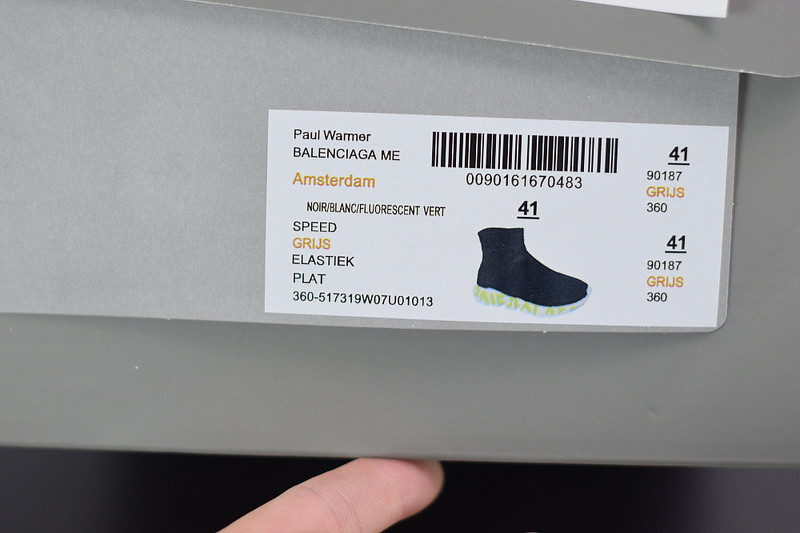 Paul Warmer
BALENCIAGA ME
Amsterdam
0090161670483
NOIR/BLANC/FLUORESCENT VERT
41
SPEED
GRIJS
ELASTIEK
PLAT
360-517319W07U01013
41
90187
GRIJS
360
41
90187
GRIJS
360